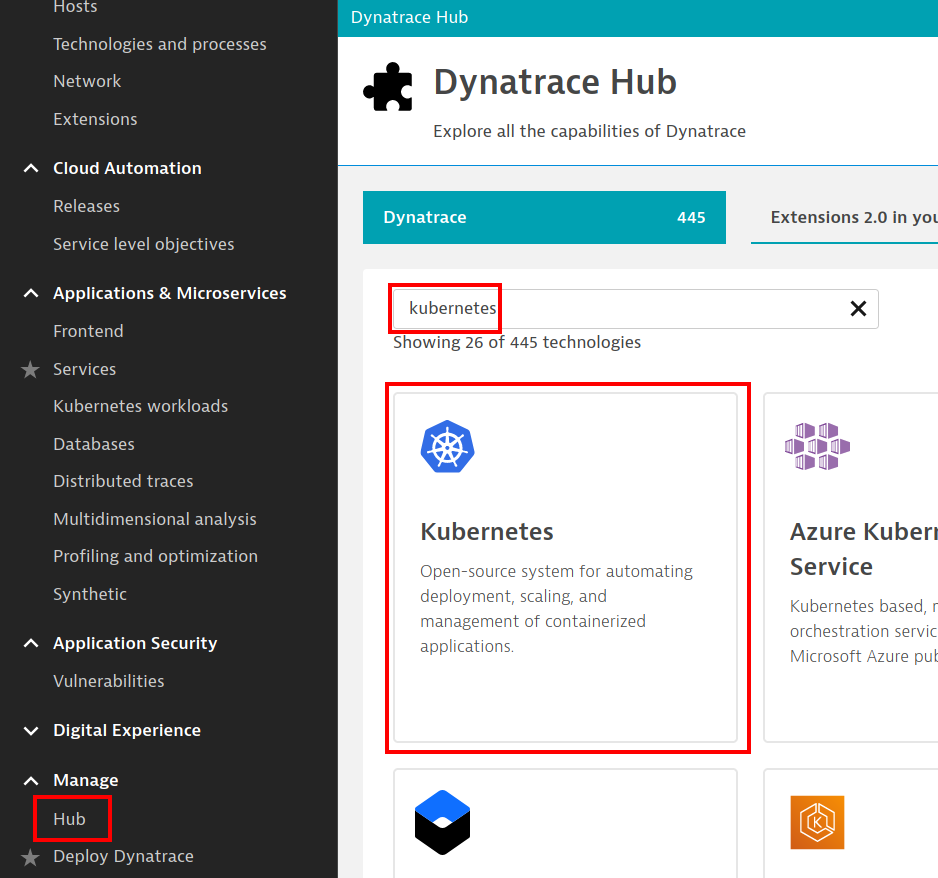 Hosts
Technologies and processes
Network
Extensions
Cloud Automation
Releases
Service level objectives
Applications & Microservices
Frontend
Services
Kubernetes workloads
Databases
Distributed traces
Multidimensional analysis
Profiling and optimization
Synthetic
Application Security
Vulnerabilities
Digital Experience
Manage
Hub
Deploy Dynatrace
Dynatrace Hub
Dynatrace Hub
Explore all the capabilities of Dynatrace
Dynatrace 445
Extensions 2.0 in you
kubernetes
Showing 26 of 445 technologies
Kubernetes
Open-source system for automating
deployment, scaling, and
management of containerized
applications.
Azure Kubern
Service
Kubernetes based, 
orchestration servic
Microsoft Azure pub
K